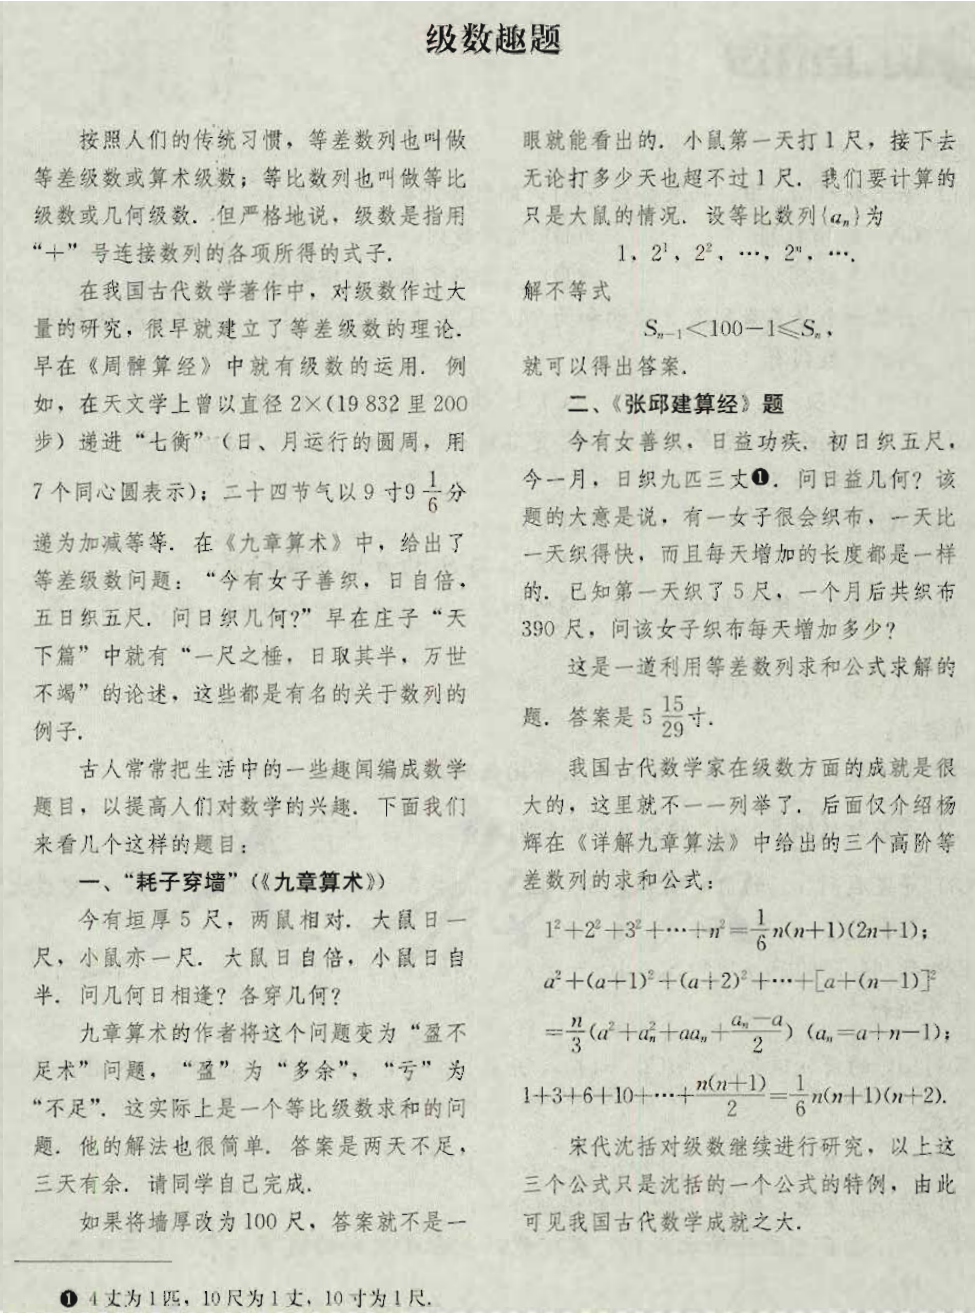 级数趣题
按照人们的传统习惯，等差数列也叫做
等差级数或算术级数；等比数列也叫做等比
级数或几何级数．但严格地说，级数是指用
“＋”号连接数列的各项所得的式子．
在我国古代数学著作中，对级数作过大
量的研究，很早就建立了等差级数的理论．
早在《周髀算经》中就有级数的运用．例
如，在天文学上曾以直径 2×(19 832 里 200
步）递进“七衡”（日、月运行的圆周，用
7 个同心圆表示)；二十四节气以 9 寸 9 1/6 分
递为加减等等．在《九章算术》中，给出了
等差级数问题：“今有女子善织，日自倍，
五日织五尺．问日织几何？”早在庄子“天
下篇”中就有“一尺之棰，日取其半，万世
不竭”的论述，这些都是有名的关于数列的
例子．
古人常常把生活中的一些趣闻编成数学
题目，以提高人们对数学的兴趣．下面我们
来看几个这样的题目：
一、“耗子穿墙”（《九章算术》）
今有垣厚 5 尺，两鼠相对．大鼠日一
尺，小鼠亦一尺．大鼠日自倍，小鼠日自
半．问几何日相逢？各穿几何？
九章算术的作者将这个问题变为“盈不
足术”问题，“盈”为“多余”，“亏”为
“不足”．这实际上是一个等比级数求和的问
题．他的解法也很简单．答案是两天不足，
三天有余．请同学自己完成．
如果将墙厚改为 100 尺，答案就不是一
眼就能看出的．小鼠第一天打 1 尺，接下去
无论打多少天也超不过 1 尺．我们要计算的
只是大鼠的情况．设等比数列{aₙ}为
1，2¹，2²，…，2ⁿ，…．
解不等式
Sₙ₋₁＜100－1≤Sₙ，
就可以得出答案．
二、《张邱建算经》题
今有女善织，日益功疾．初日织五尺，
今一月，日织九匹三丈❶．问日益几何？该
题的大意是说，有一女子很会织布，一天比
一天织得快，而且每天增加的长度都是一样
的．已知第一天织了 5 尺，一个月后共织布
390 尺，问该女子织布每天增加多少？
这是一道利用等差数列求和公式求解的
题．答案是 5 15/29 寸．
我国古代数学家在级数方面的成就是很
大的，这里就不一一列举了．后面仅介绍杨
辉在《详解九章算法》中给出的三个高阶等
差数列的求和公式：
1²+2²+3²+…+n²=1/6 n(n+1)(2n+1)；
a²+(a+1)²+(a+2)²+…+[a+(n−1)]²
=n/3(a²+aₙ²+aaₙ+(aₙ−a)/2) (aₙ=a+n−1)；
1+3+6+10+…+n(n+1)/2=1/6 n(n+1)(n+2)．
宋代沈括对级数继续进行研究，以上这
三个公式只是沈括的一个公式的特例，由此
可见我国古代数学成就之大．
❶ 4 丈为 1 匹，10 尺为 1 丈，10 寸为 1 尺．